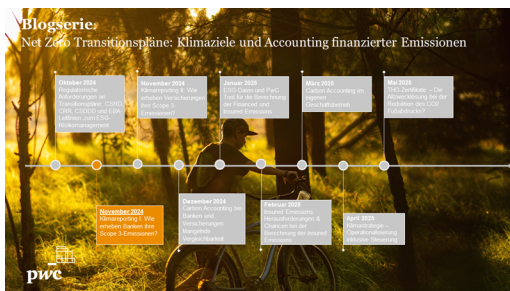 Blogserie:
Net Zero Transitionspläne: Klimaziele und Accounting finanzierter Emissionen
Oktober 2024
Regulatorische
Anforderungen an
Transitionspläne: CSRD,
CRR, CSDDD und EBA-
Leitlinien zum ESG-
Risikomanagement
November 2024
Klimareporting II: Wie
erheben Versicherungen
ihre Scope 3-
Emissionen?
Januar 2025
ESG-Daten und PwC
Tool für die Berechnung
der Financed und
Insured Emissions
März 2025
Carbon Accounting im
eigenen
Geschäftsbetrieb
Mai 2025
THG-Zertifikate – Die
Allzwecklösung bei der
Reduktion des CO2
Fußabdrucks?
November 2024
Klimareporting I: Wie
erheben Banken ihre
Scope 3-Emissionen?
Dezember 2024
Carbon Accounting bei
Banken und
Versicherungen:
Mangelnde
Vergleichbarkeit
Februar 2025
Insured Emissions:
Herausforderungen &
Chancen bei der
Berechnung der Insured
Emissions
April 2025
Klimastrategie –
Operationalisierung
inklusive Steuerung
pwc